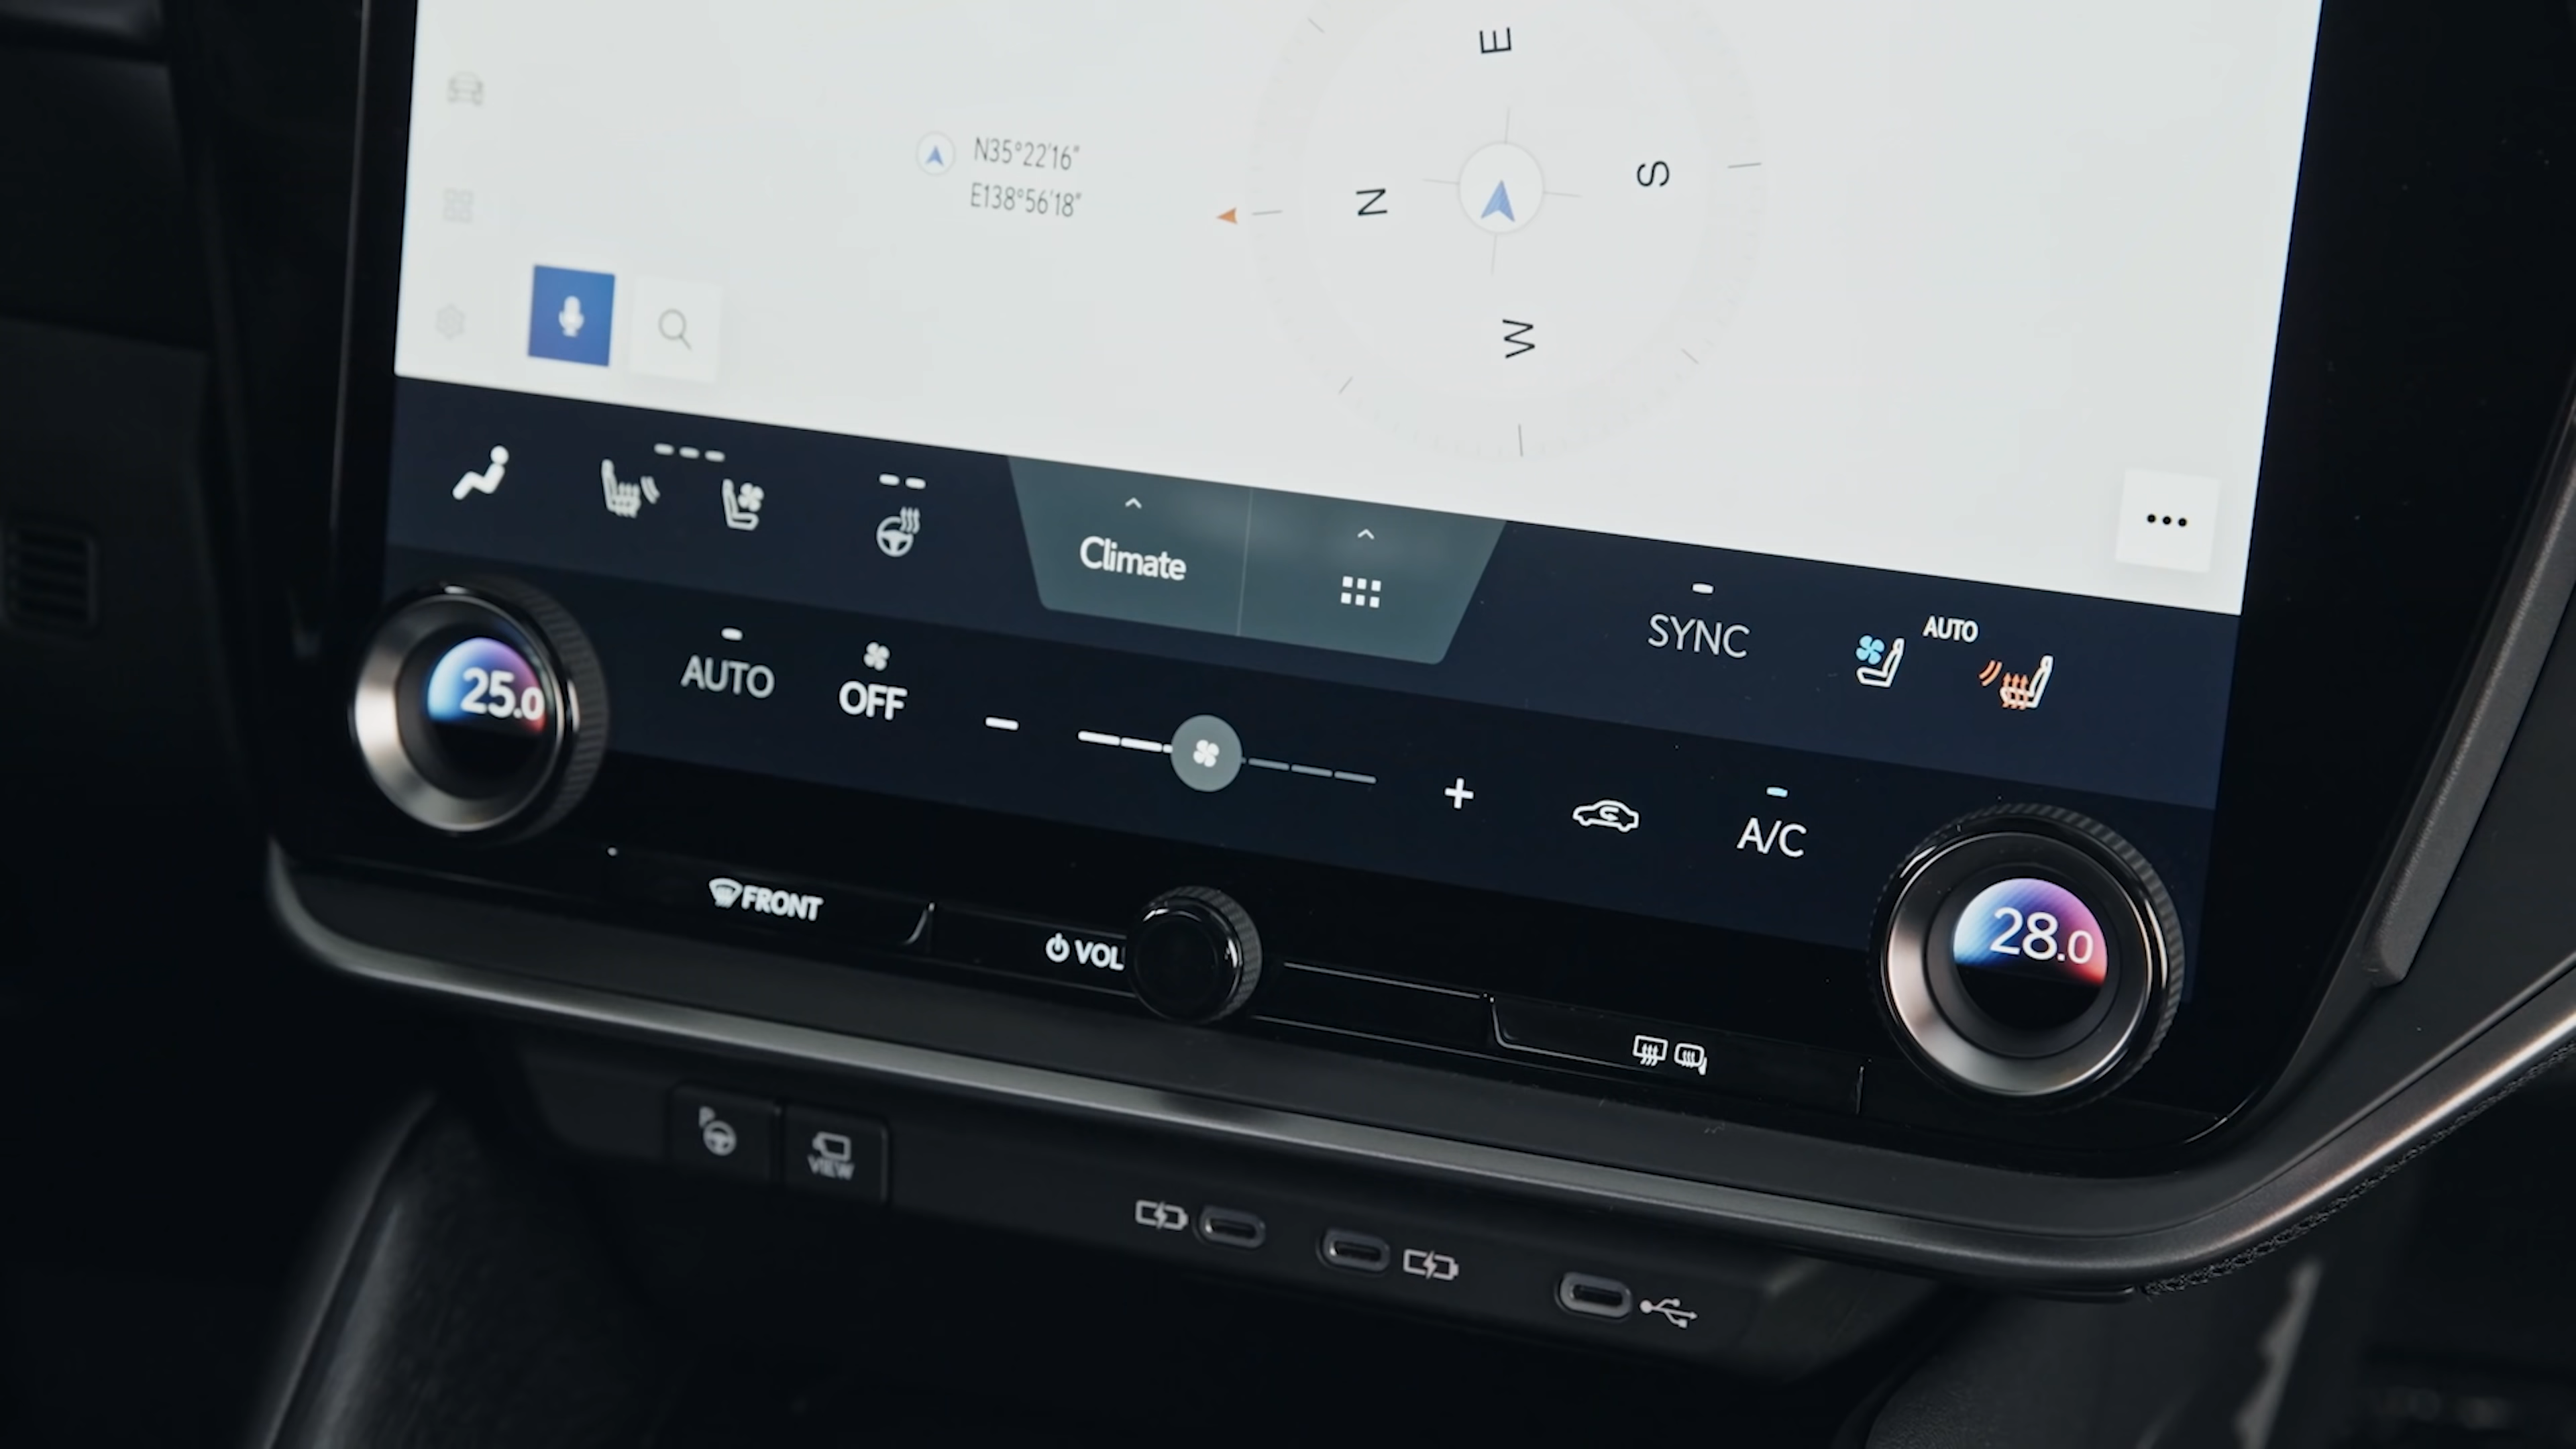 E
N35°22'16"
E138°56'18"
N
S
W
Climate
SYNC
AUTO
25.0
AUTO
OFF
A/C
28.0
FRONT
VOL
P
VIEW